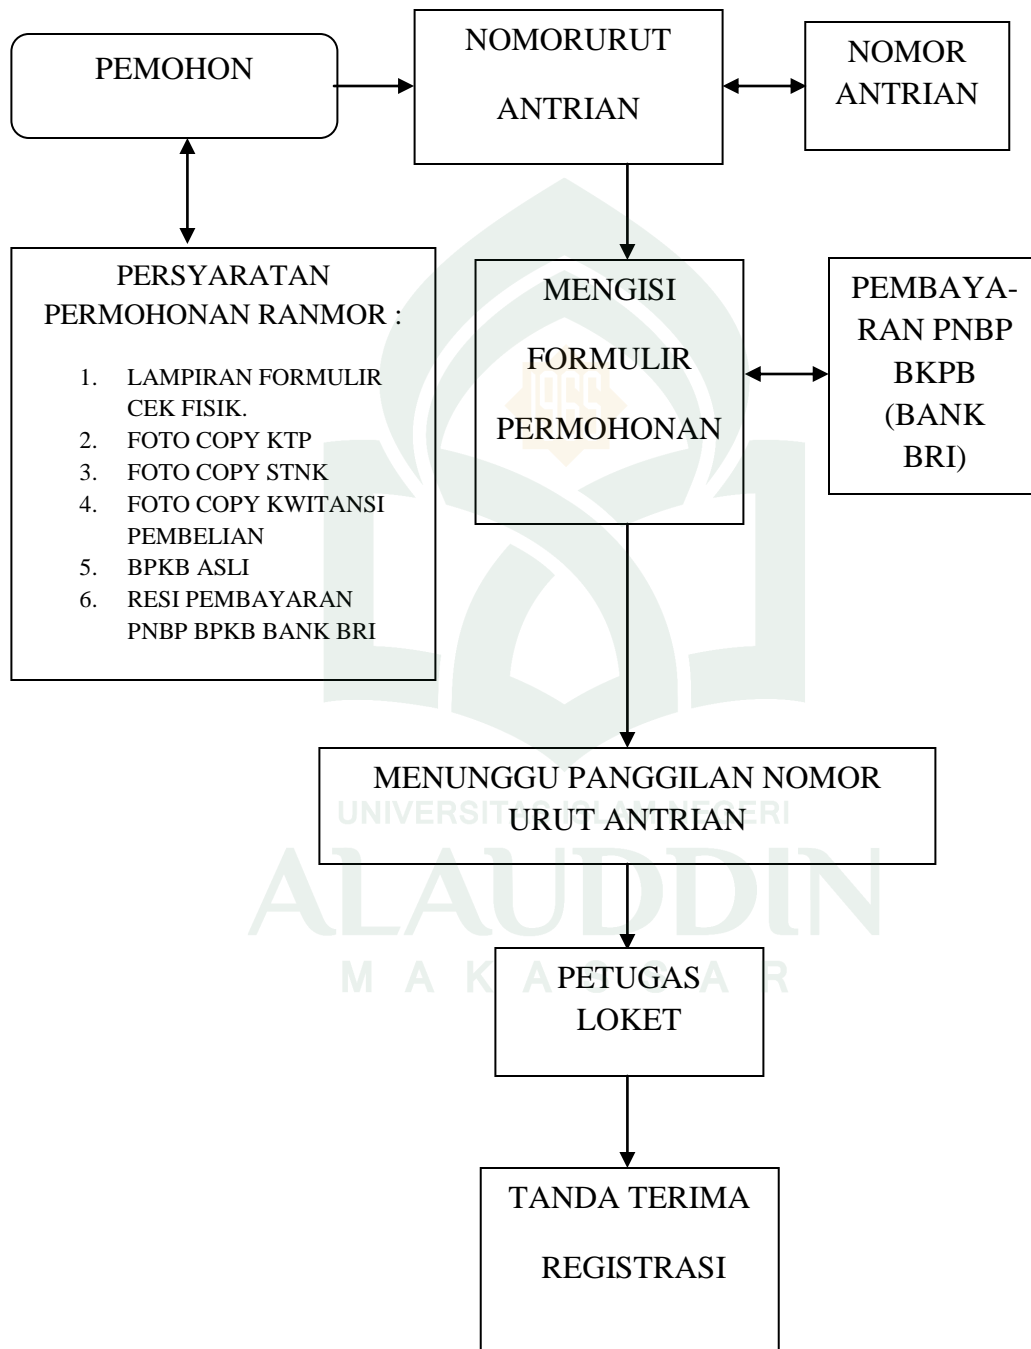 PEMOHON
NOMORURUT
ANTRIAN
NOMOR
ANTRIAN
PERSYARATAN
PERMOHONAN RANMOR :
1. LAMPIRAN FORMULIR
CEK FISIK.
2. FOTO COPY KTP
3. FOTO COPY STNK
4. FOTO COPY KWITANSI
PEMBELIAN
5. BPKB ASLI
6. RESI PEMBAYARAN
PNBP BPKB BANK BRI
MENGISI
FORMULIR
PERMOHONAN
PEMBAYA-
RAN PNBP
BKPB
(BANK
BRI)
1965
MENUNGGU PANGGILAN NOMOR
URUT ANTRIAN
UNIVERSITAS ISLAM NEGERI
ALAUDDIN
MAKASSAR
PETUGAS
LOKET
TANDA TERIMA
REGISTRASI